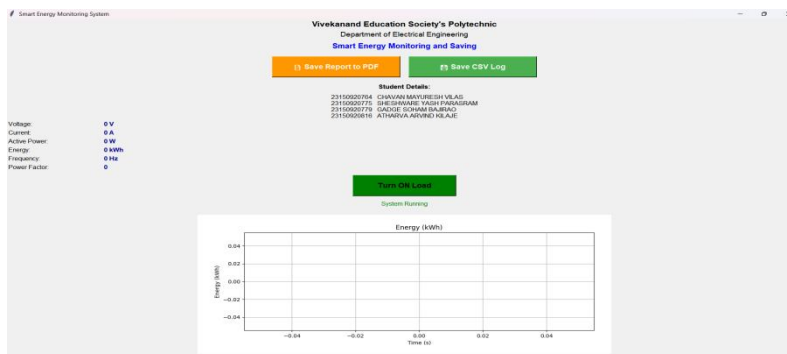 Smart Energy Monitoring System
Vivekanand Education Society's Polytechnic
Department of Electrical Engineering
Smart Energy Monitoring and Saving
Save Report to PDF
Save CSV Log
Student Details:
23150920764 CHAVAN MAYURESH VILAS
23150920775 SHESHWARE YASH PARASRAM
23150920779 GADGE SOHAM BAJIRAO
23150920816 ATHARVA ARVIND KILAJE
Voltage: 0 V
Current: 0 A
Active Power: 0 W
Energy: 0 kWh
Frequency: 0 Hz
Power Factor: 0
Turn ON Load
System Running
Energy (kWh)
Energy (kWh)
0.04
0.02
0.00
−0.02
−0.04
−0.04 −0.02 0.00 0.02 0.04
Time (s)